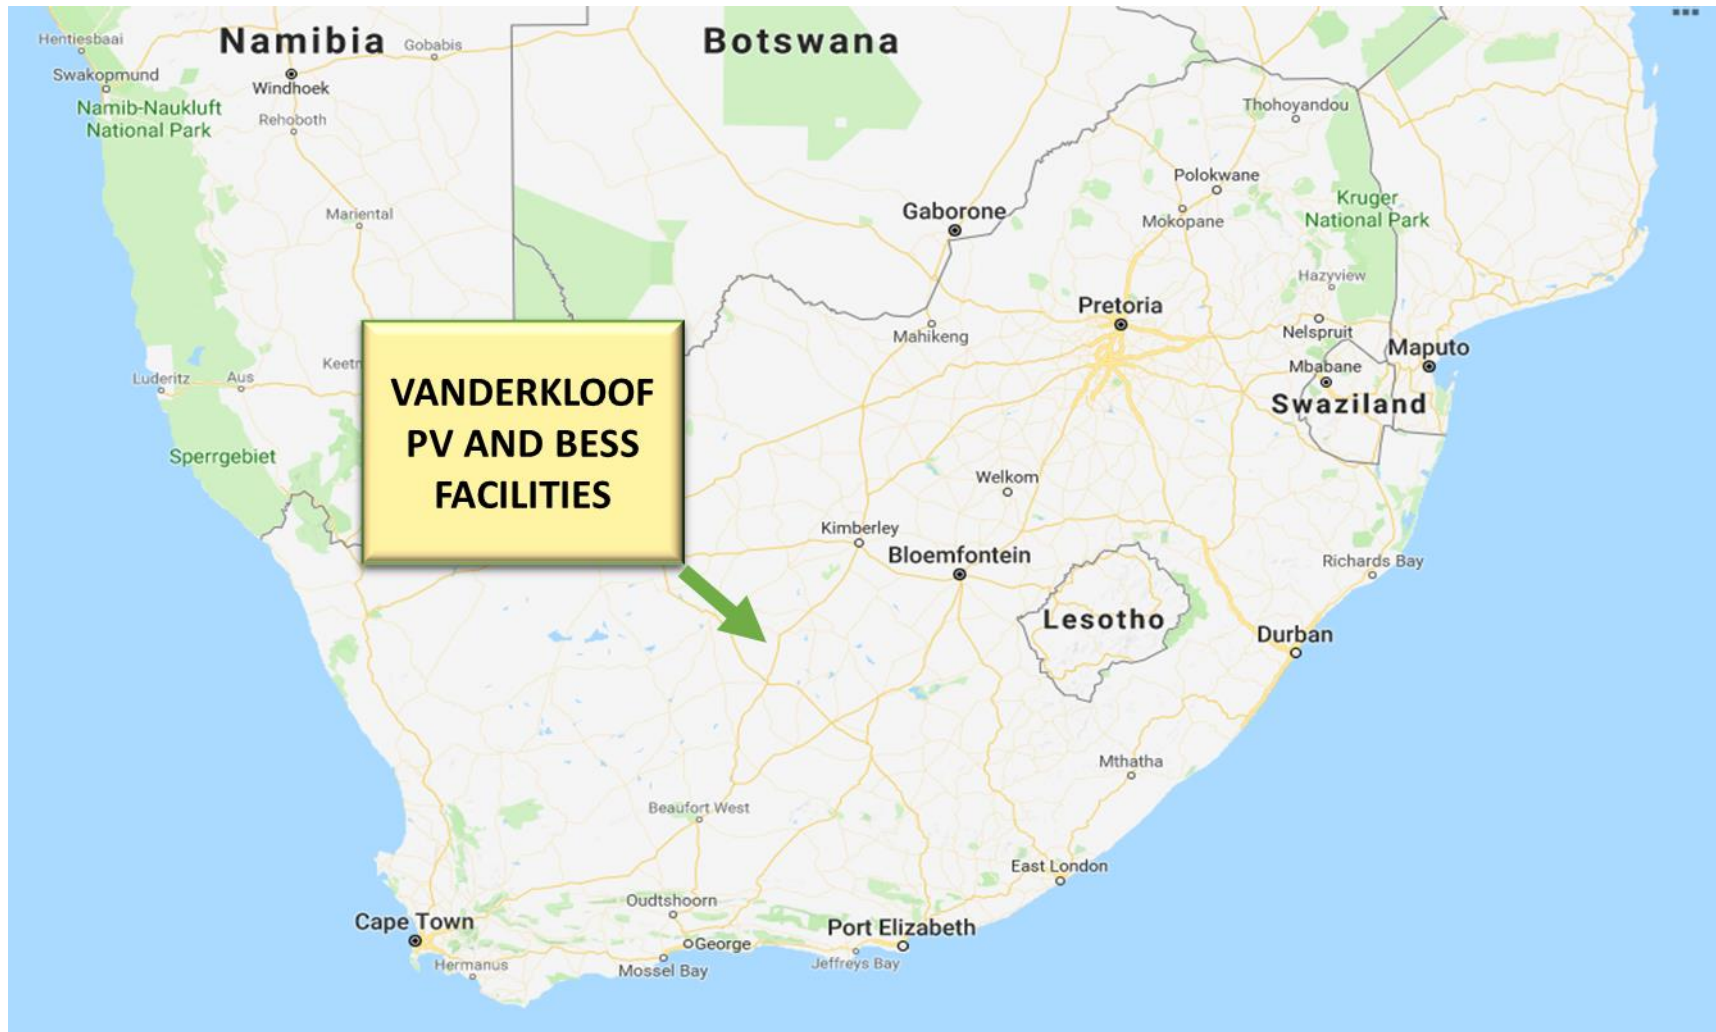 Hentiesbaai
Namibia
Gobabis
Botswana
Swakopmund
Windhoek
Namib-Naukluft
National Park
Rehoboth
Thohoyandou
Mariental
Polokwane
Mokopane
Kruger
National Park
Gaborone
Hazyview
Pretoria
Mahikeng
Nelspruit
Maputo
Mbabane
Swaziland
Luderitz
Aus
Keetm
VANDERKLOOF
PV AND BESS
FACILITIES
Sperrgebiet
Welkom
Kimberley
Bloemfontein
Richards Bay
Lesotho
Durban
Mthatha
Beaufort West
East London
Oudtshoorn
Cape Town
Port Elizabeth
George
Hermanus
Mossel Bay
Jeffreys Bay